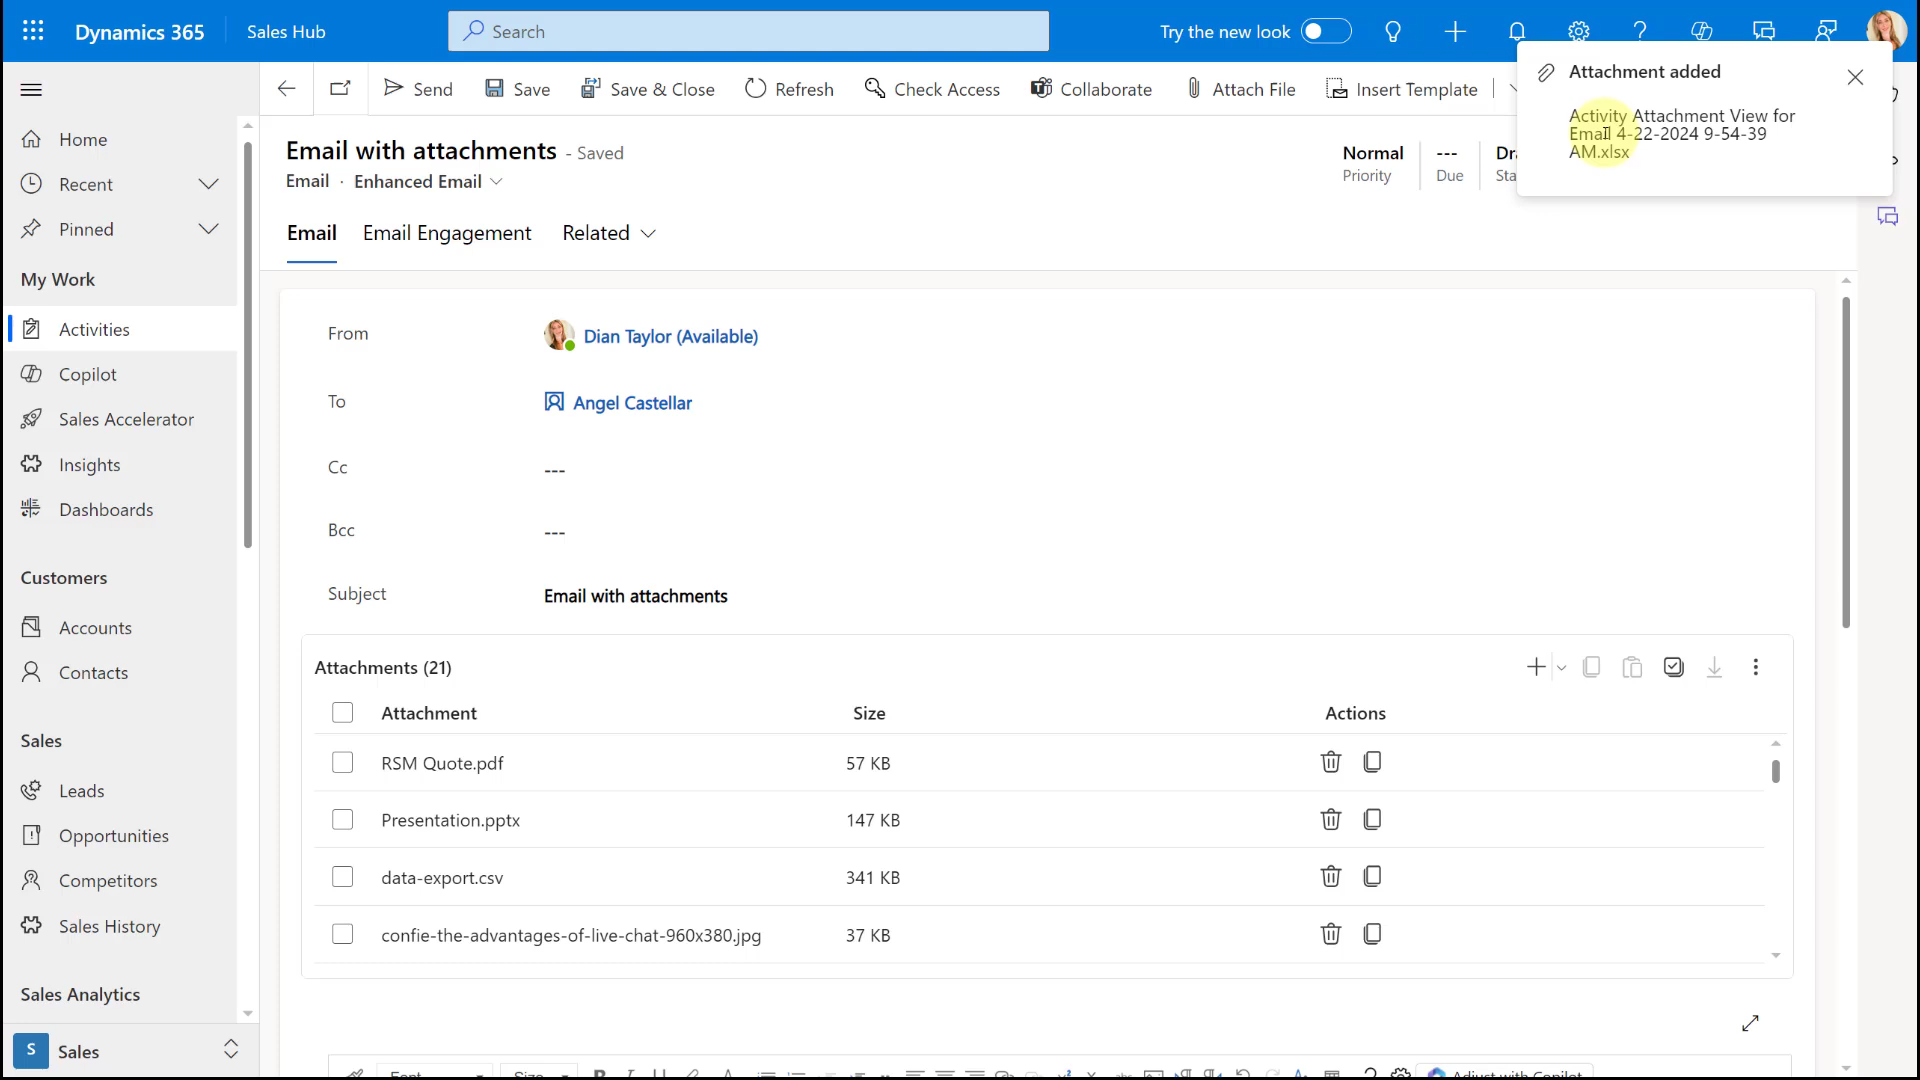 Dynamics 365
Sales Hub
Search
Try the new look
Send
Save
Save & Close
Refresh
Check Access
Collaborate
Attach File
Insert Template
Attachment added
Activity Attachment View for
Email 4-22-2024 9-54-39
AM.xlsx
Home
Recent
Pinned
My Work
Activities
Copilot
Sales Accelerator
Insights
Dashboards
Customers
Accounts
Contacts
Sales
Leads
Opportunities
Competitors
Sales History
Sales Analytics
S Sales
Email with attachments - Saved
Email · Enhanced Email
Normal
Priority
---
Due
Email
Email Engagement
Related
From
Dian Taylor (Available)
To
Angel Castellar
Cc
---
Bcc
---
Subject
Email with attachments
Attachments (21)
Attachment Size Actions
RSM Quote.pdf 57 KB
Presentation.pptx 147 KB
data-export.csv 341 KB
confie-the-advantages-of-live-chat-960x380.jpg 37 KB
Font
Size
Adjust with Copilot